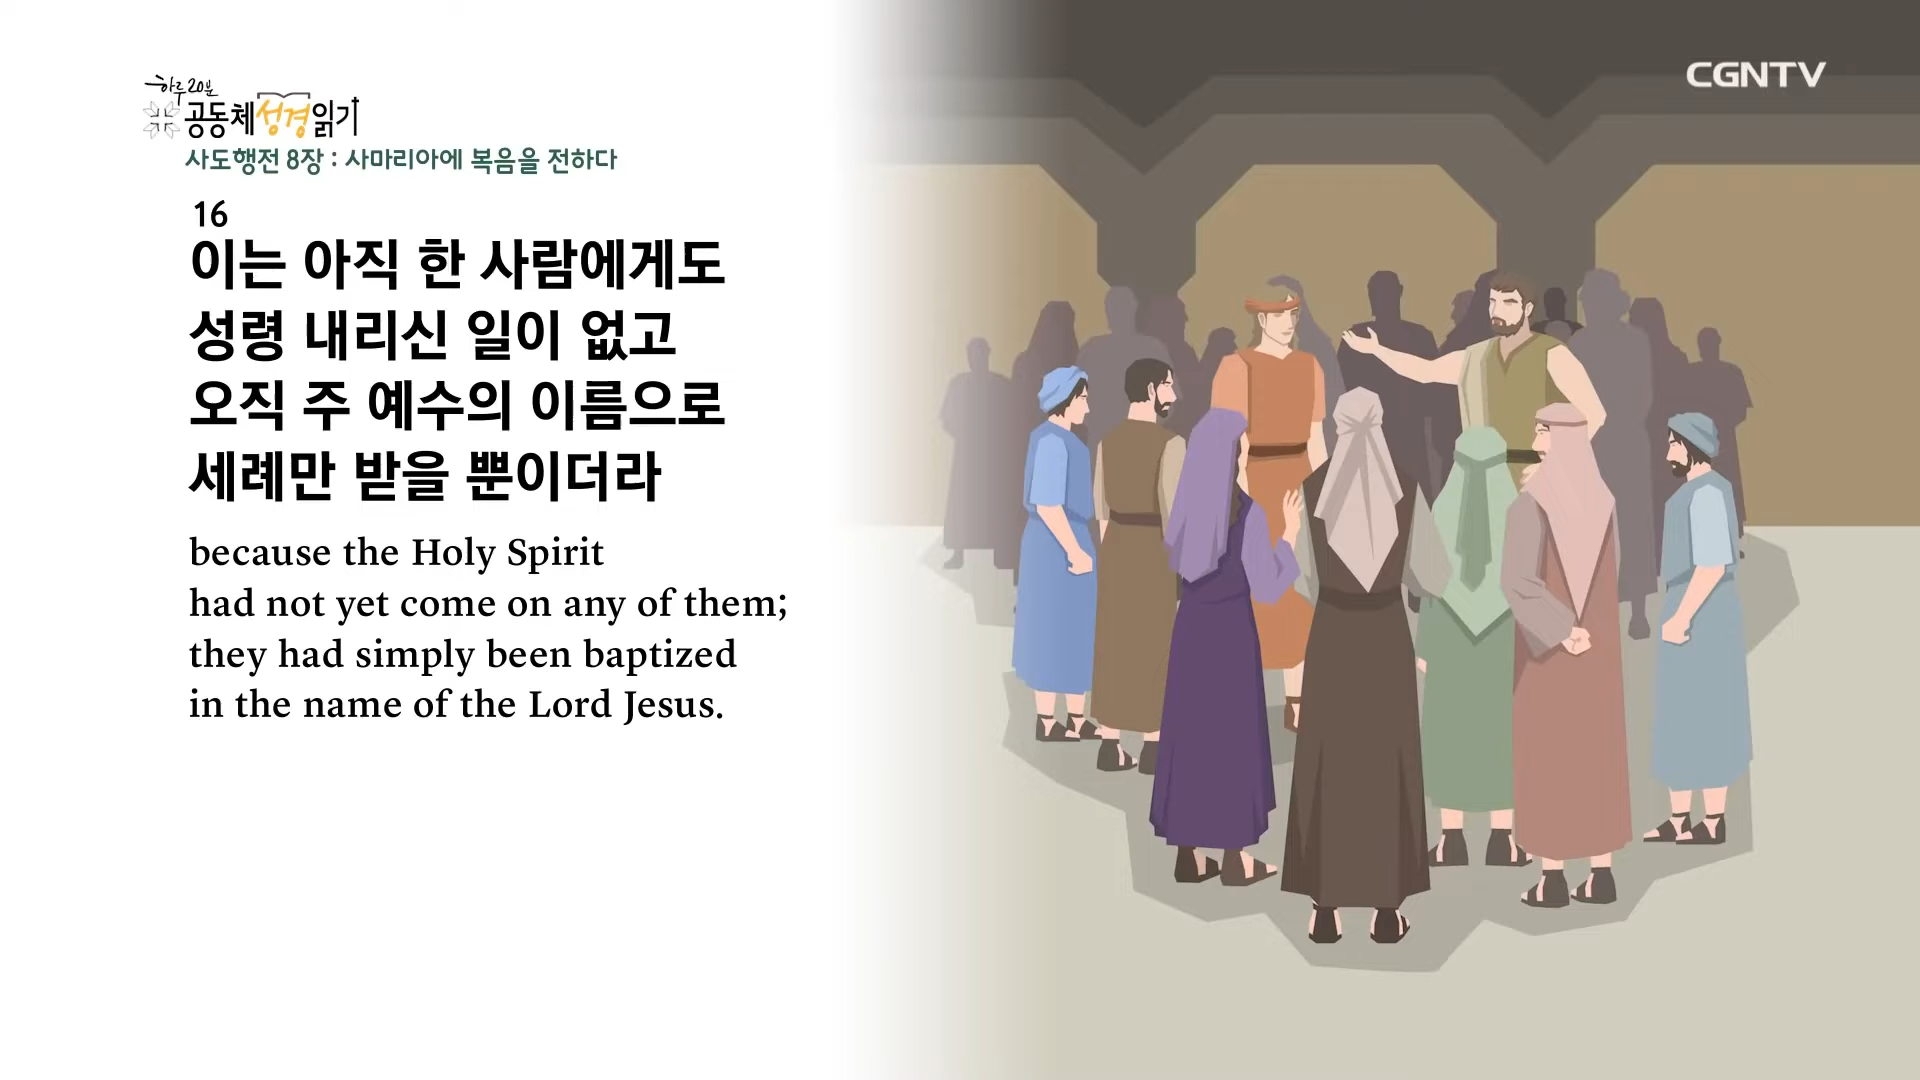 하루 20분
공동체성경읽기
CGNTV
사도행전 8장 : 사마리아에 복음을 전하다
16
이는 아직 한 사람에게도
성령 내리신 일이 없고
오직 주 예수의 이름으로
세례만 받을 뿐이더라
because the Holy Spirit
had not yet come on any of them;
they had simply been baptized
in the name of the Lord Jesus.